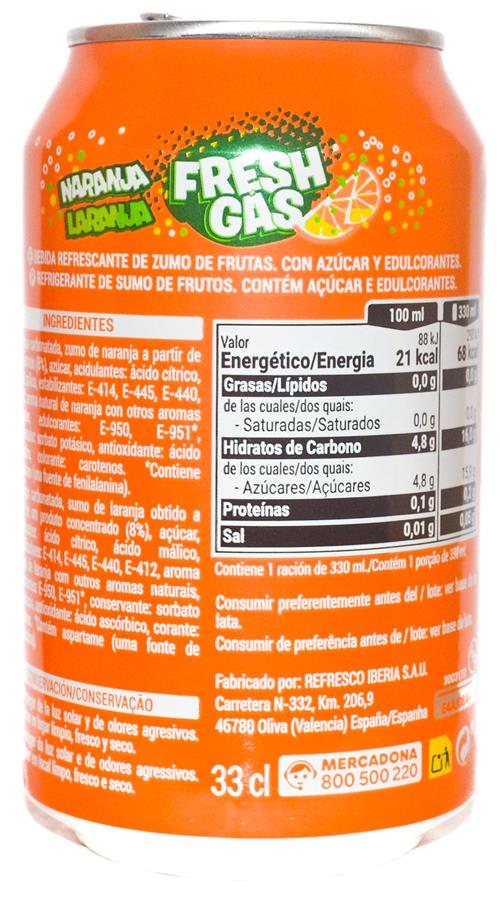 NARANJA
LARANJA
FRESH
GAS
BEBIDA REFRESCANTE DE ZUMO DE FRUTAS. CON AZÚCAR Y EDULCORANTES.
REFRIGERANTE DE SUMO DE FRUTOS. CONTÉM AÇÚCAR E EDULCORANTES.
INGREDIENTES
zumo de naranja a partir de
azúcar, acidulantes: ácido cítrico,
estabilizantes: E-414, E-445, E-440,
natural de naranja con otros aromas
edulcorantes: E-950, E-951*,
sorbato potásico, antioxidante: ácido
colorante: carotenos. *Contiene
una fuente de fenilalanina).
sumo de laranja obtido a
produto concentrado (8%), açúcar,
ácido cítrico, ácido málico,
E-414, E-445, E-440, E-412, aroma
laranja com outros aromas naturais,
E-950, E-951*, conservante: sorbato
antioxidante: ácido ascórbico, corante:
*Contém aspartame (uma fonte de
100 ml 330 ml
Valor 88 kJ
Energético/Energia 21 kcal 68
Grasas/Lípidos 0,0 g
de las cuales/dos quais:
- Saturadas/Saturados 0,0 g
Hidratos de Carbono 4,8 g
de los cuales/dos quais:
- Azúcares/Açúcares 4,8 g
Proteínas 0,1 g
Sal 0,01 g
Contiene 1 ración de 330 ml./Contém 1 porção de 330 ml
Consumir preferentemente antes del / lote: ver base de
lata.
Consumir de preferência antes de / lote: ver base da
Fabricado por: REFRESCO IBERIA S.A.U.
Carretera N-332, Km. 206,9
46780 Oliva (Valencia) España/Espanha
/CONSERVAÇÃO
de la luz solar y de olores agresivos.
lugar limpio, fresco y seco.
da luz solar e de odores agressivos.
em local limpo, fresco e seco.
33 cl
MERCADONA
800 500 220